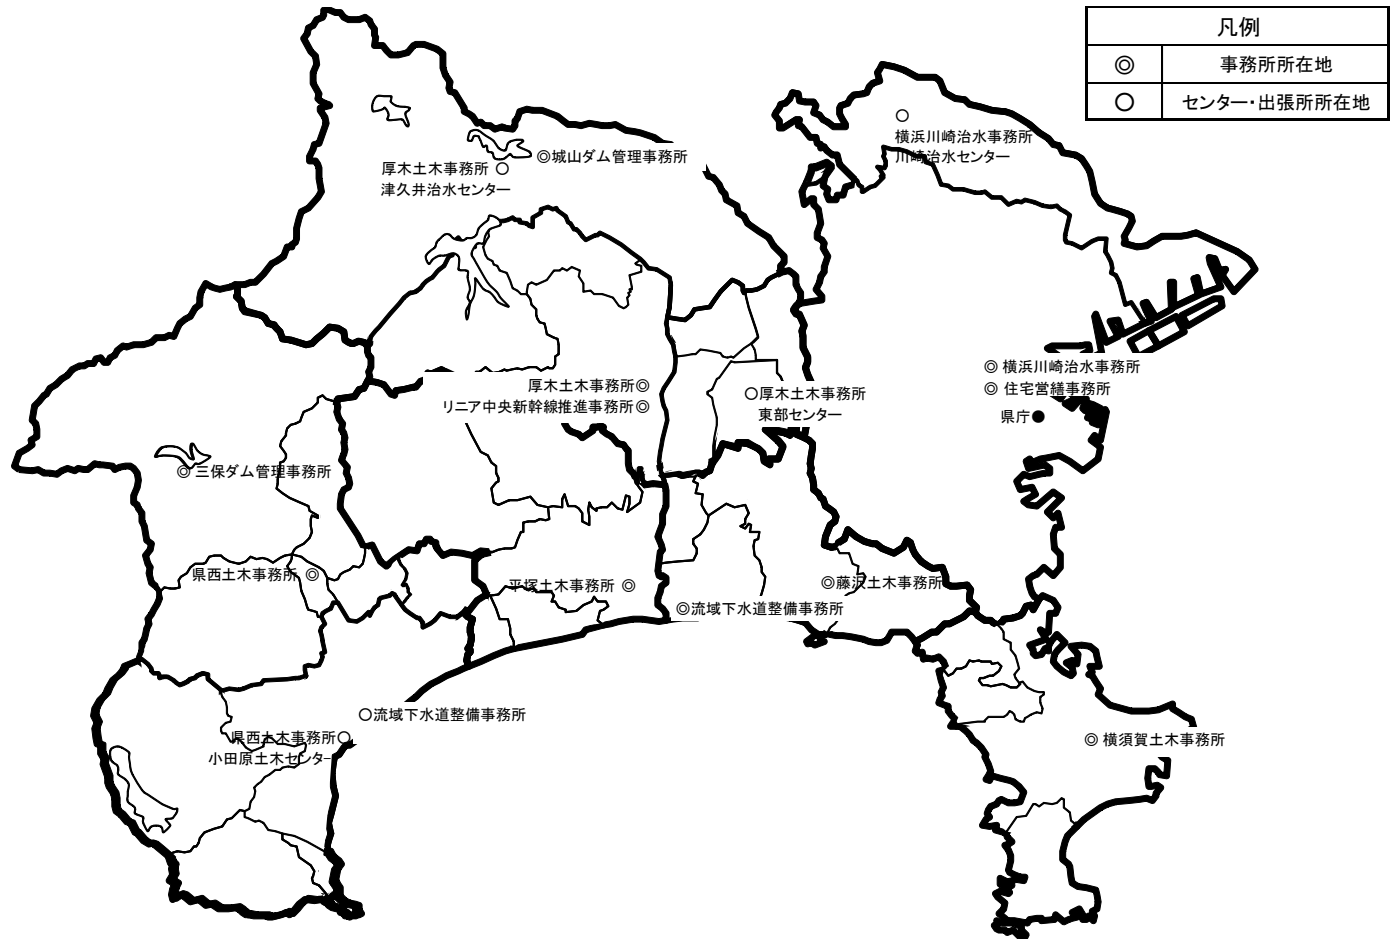 凡例
◎ 事務所所在地
○ センター・出張所所在地
○
横浜川崎治水事務所
川崎治水センター
◎城山ダム管理事務所
厚木土木事務所 ○
津久井治水センター
◎ 横浜川崎治水事務所
◎ 住宅営繕事務所
県庁●
厚木土木事務所◎
リニア中央新幹線推進事務所◎
○厚木土木事務所
東部センター
◎三保ダム管理事務所
県西土木事務所 ◎
平塚土木事務所 ◎
◎藤沢土木事務所
◎流域下水道整備事務所
○流域下水道整備事務所
県西土木事務所○
小田原土木センター
◎ 横須賀土木事務所